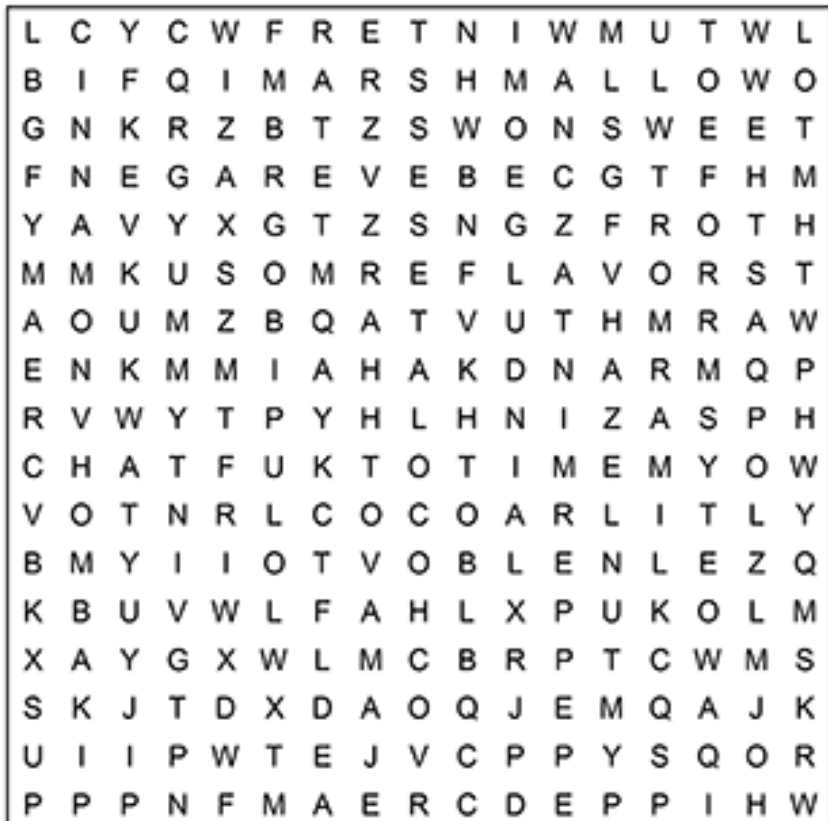 L C Y C W F R E T N I W M U T W L
B I F Q I M A R S H M A L L O W O
G N K R Z B T Z S W O N S W E E T
F N E G A R E V E B E C G T F H M
Y A V Y X G T Z S N G Z F R O T H
M M K U S O M R E F L A V O R S T
A O U M Z B Q A T V U T H M R A W
E N K M M I A H A K D N A R M Q P
R V W Y T P Y H L H N I Z A S P H
C H A T F U K T O T I M E M Y O W
V O T N R L C O C O A R L I T L Y
B M Y I I O T V O B L E N L E Z Q
K B U V W L F A H L X P U K O L M
X A Y G X W L M C B R P T C W M S
S K J T D X D A O Q J E M Q A J K
U I I P W T E J V C P P Y S Q O R
P P P N F M A E R C D E P P I H W